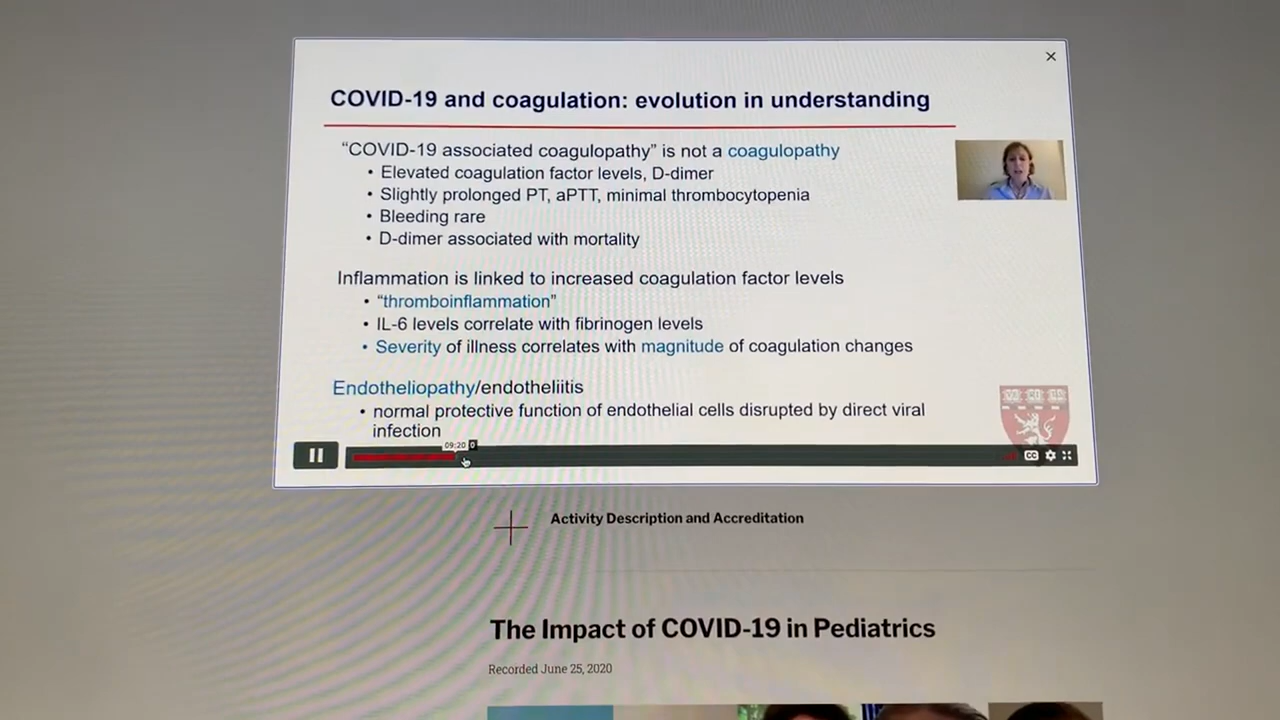 COVID-19 and coagulation: evolution in understanding
“COVID-19 associated coagulopathy” is not a coagulopathy
• Elevated coagulation factor levels, D-dimer
• Slightly prolonged PT, aPTT, minimal thrombocytopenia
• Bleeding rare
• D-dimer associated with mortality
Inflammation is linked to increased coagulation factor levels
• “thromboinflammation”
• IL-6 levels correlate with fibrinogen levels
• Severity of illness correlates with magnitude of coagulation changes
Endotheliopathy/endotheliitis
• normal protective function of endothelial cells disrupted by direct viral
infection
09:20
CC
Activity Description and Accreditation
The Impact of COVID-19 in Pediatrics
Recorded June 25, 2020